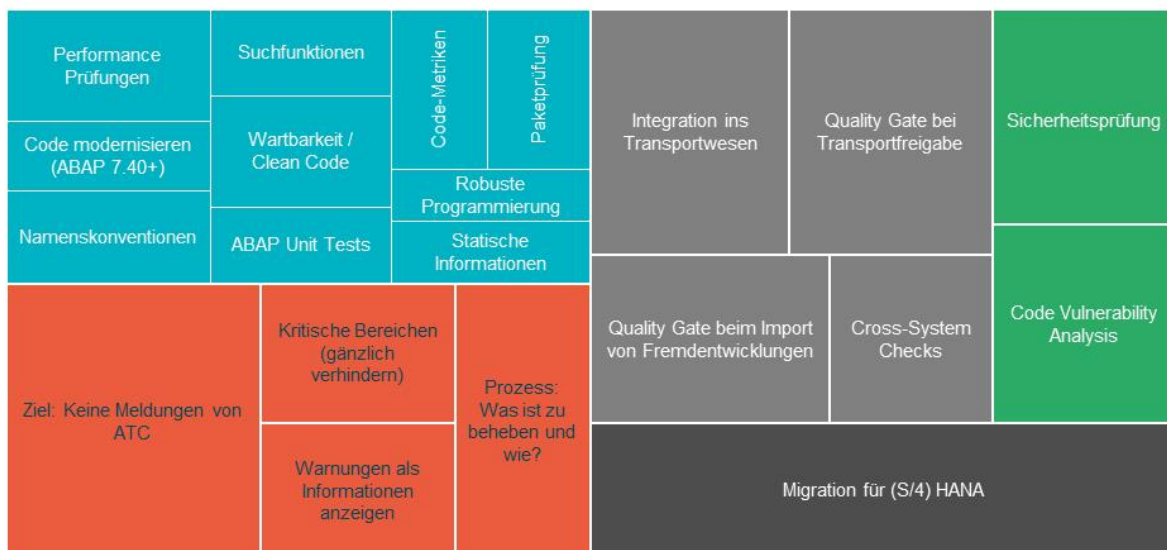 Performance
Prüfungen
Suchfunktionen
Code-Metriken
Paketprüfung
Code modernisieren
(ABAP 7.40+)
Wartbarkeit /
Clean Code
Robuste
Programmierung
Namenskonventionen
ABAP Unit Tests
Statische
Informationen
Integration ins
Transportwesen
Quality Gate bei
Transportfreigabe
Sicherheitsprüfung
Quality Gate beim Import
von Fremdentwicklungen
Cross-System
Checks
Code Vulnerability
Analysis
Ziel: Keine Meldungen von
ATC
Kritische Bereichen
(gänzlich
verhindern)
Warnungen als
Informationen
anzeigen
Prozess:
Was ist zu
beheben und
wie?
Migration für (S/4) HANA